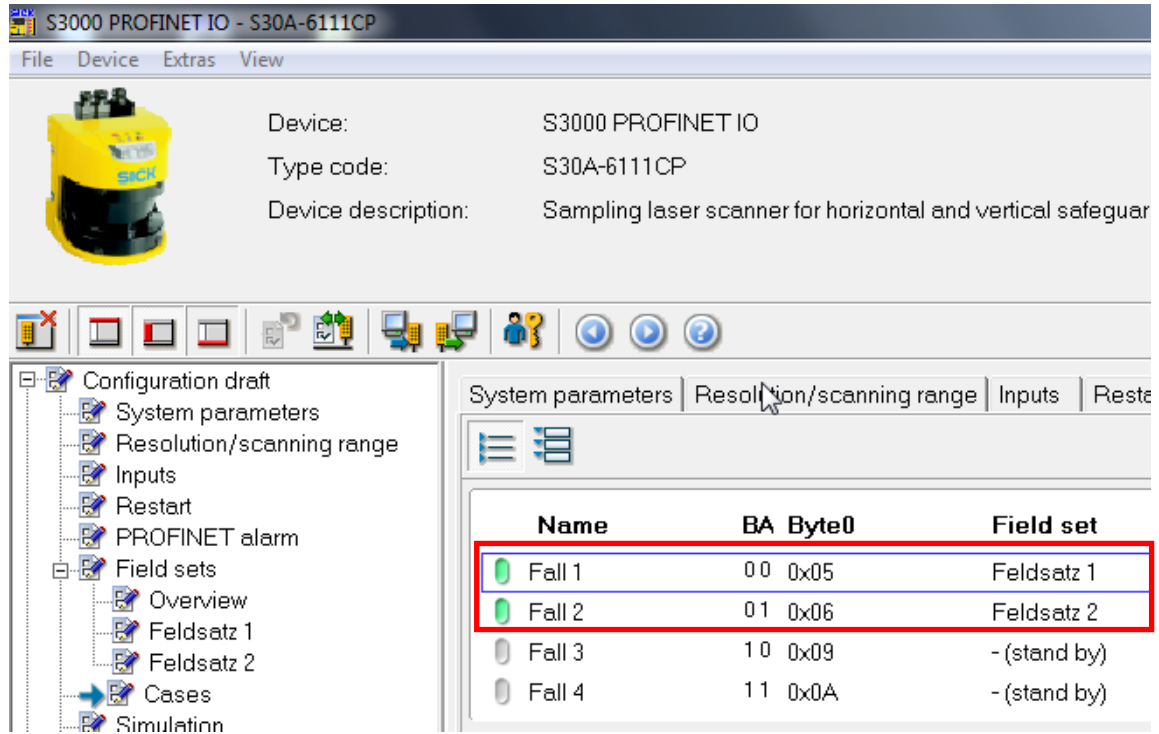 S3000 PROFINET IO - S30A-6111CP
File Device Extras View
SICK
Device: S3000 PROFINET IO
Type code: S30A-6111CP
Device description: Sampling laser scanner for horizontal and vertical safeguar
Configuration draft
System parameters
Resolution/scanning range
Inputs
Restart
PROFINET alarm
Field sets
Overview
Feldsatz 1
Feldsatz 2
Cases
Simulation
System parameters Resolution/scanning range Inputs Resta
Name BA Byte0 Field set
Fall 1 0 0 0x05 Feldsatz 1
Fall 2 0 1 0x06 Feldsatz 2
Fall 3 1 0 0x09 - (stand by)
Fall 4 1 1 0x0A - (stand by)